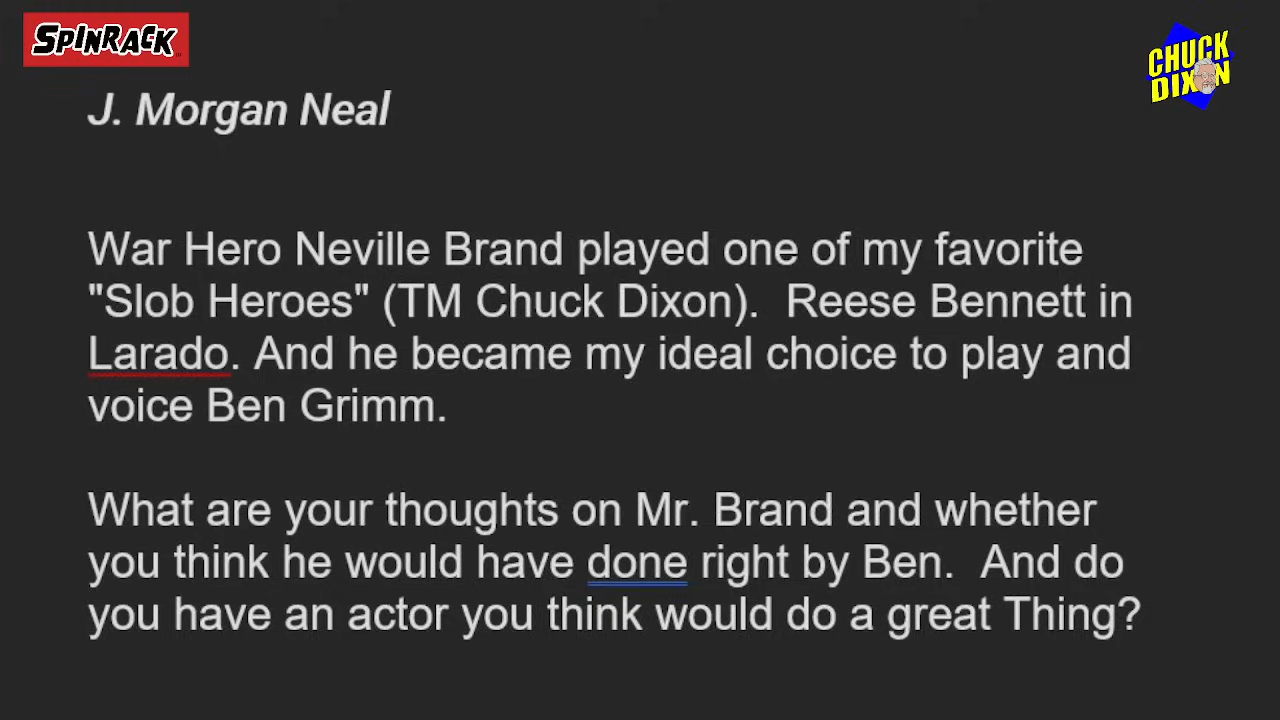 SPINRACK
CHUCK
DIXON
J. Morgan Neal
War Hero Neville Brand played one of my favorite
"Slob Heroes" (TM Chuck Dixon).  Reese Bennett in
Larado. And he became my ideal choice to play and
voice Ben Grimm.
What are your thoughts on Mr. Brand and whether
you think he would have done right by Ben.  And do
you have an actor you think would do a great Thing?